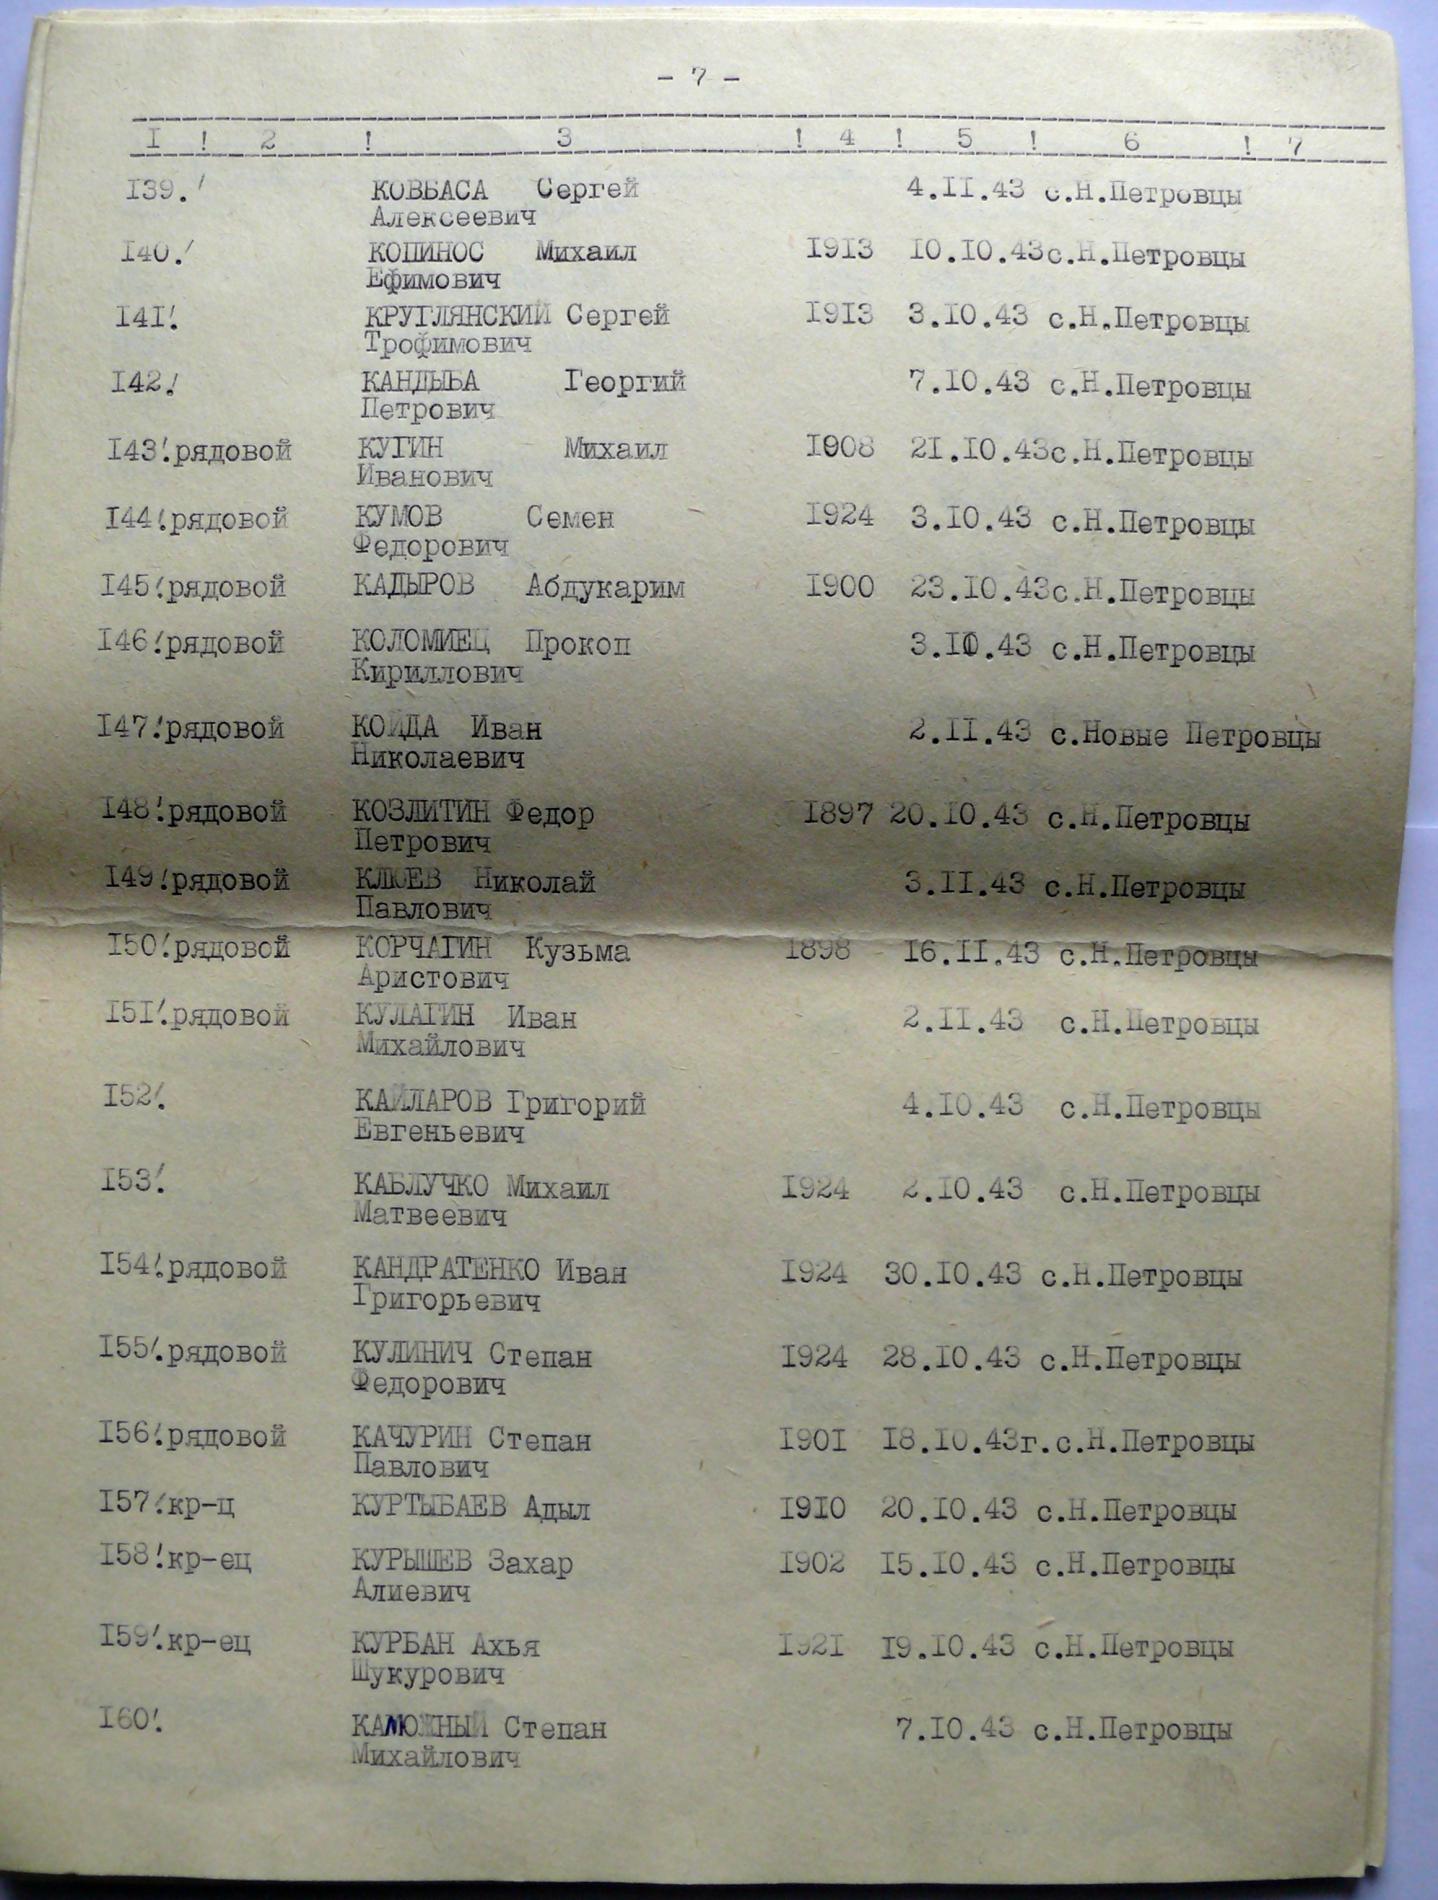 - 7 -
I ! 2 ! 3 ! 4 ! 5 ! 6 ! 7
I39. КОВБАСА Сергей 4.II.43 с.Н.Петровцы
Алексеевич
I40. КОПИНОС Михаил I9I3 I0.I0.43с.Н.Петровцы
Ефимович
I4I. КРУГЛЯНСКИЙ Сергей I9I3 3.I0.43 с.Н.Петровцы
Трофимович
I42. КАНДЫБА Георгий 7.I0.43 с.Н.Петровцы
Петрович
I43.рядовой КУГИН Михаил I908 2I.I0.43с.Н.Петровцы
Иванович
I44.рядовой КУМОВ Семен I924 3.I0.43 с.Н.Петровцы
Федорович
I45.рядовой КАДЫРОВ Абдукарим I900 23.I0.43с.Н.Петровцы
I46.рядовой КОЛОМИЕЦ Прокоп 3.I0.43 с.Н.Петровцы
Кириллович
I47.рядовой КОЙДА Иван 2.II.43 с.Новые Петровцы
Николаевич
I48.рядовой КОЗЛИТИН Федор I897 20.I0.43 с.Н.Петровцы
Петрович
I49.рядовой КЛЮЕВ Николай 3.II.43 с.Н.Петровцы
Павлович
I50.рядовой КОРЧАГИН Кузьма I898 I6.II.43 с.Н.Петровцы
Аристович
I5I.рядовой КУЛАГИН Иван 2.II.43 с.Н.Петровцы
Михайлович
I52. КАЙЛАРОВ Григорий 4.I0.43 с.Н.Петровцы
Евгеньевич
I53. КАБЛУЧКО Михаил I924 2.I0.43 с.Н.Петровцы
Матвеевич
I54.рядовой КАНДРАТЕНКО Иван I924 30.I0.43 с.Н.Петровцы
Григорьевич
I55.рядовой КУЛИНИЧ Степан I924 28.I0.43 с.Н.Петровцы
Федорович
I56.рядовой КАЧУРИН Степан I90I I8.I0.43г.с.Н.Петровцы
Павлович
I57.кр-ц КУРТЫБАЕВ Адыл I9I0 20.I0.43 с.Н.Петровцы
I58.кр-ец КУРЫШЕВ Захар I902 I5.I0.43 с.Н.Петровцы
Алиевич
I59.кр-ец КУРБАН Ахья I92I I9.I0.43 с.Н.Петровцы
Шукурович
I60. КАЛЮЖНЫЙ Степан 7.I0.43 с.Н.Петровцы
Михайлович